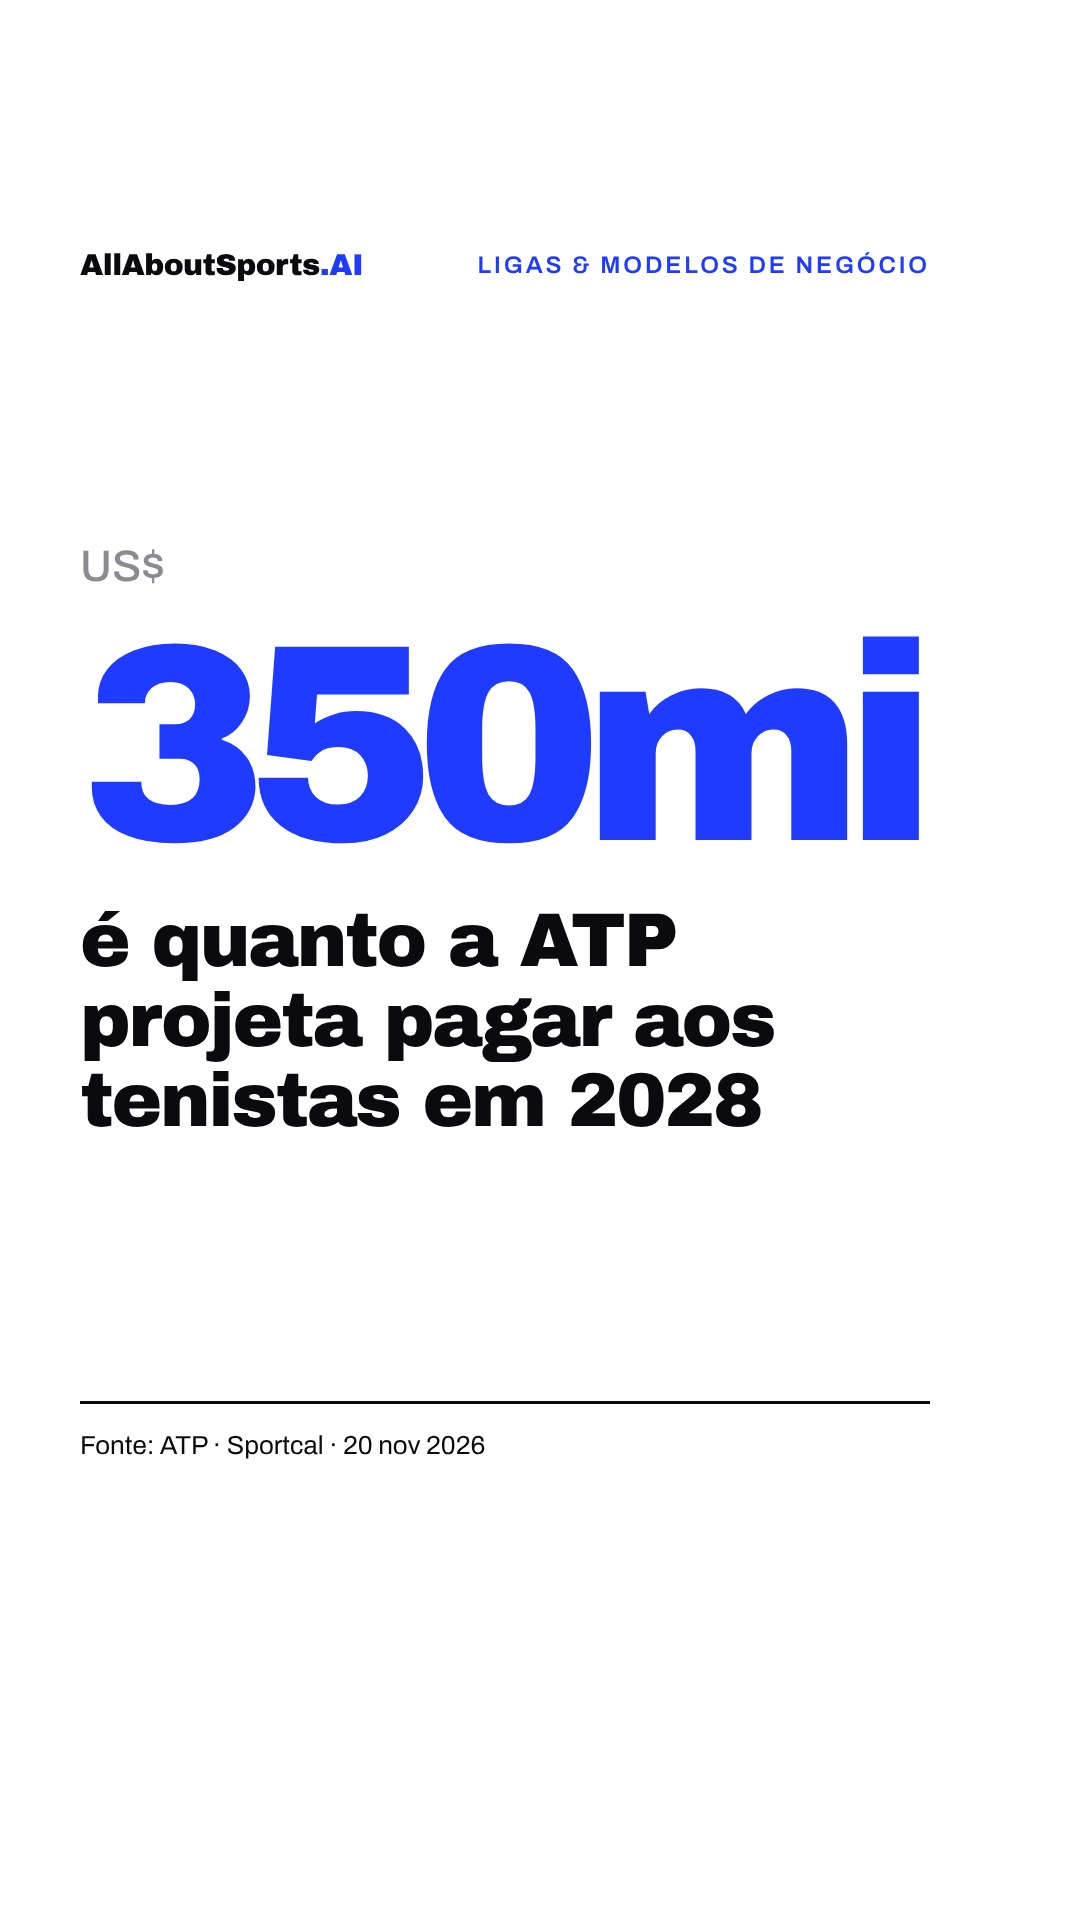 AllAboutSports.AI
LIGAS & MODELOS DE NEGÓCIO
US$
350mi
é quanto a ATP
projeta pagar aos
tenistas em 2028
Fonte: ATP · Sportcal · 20 nov 2026